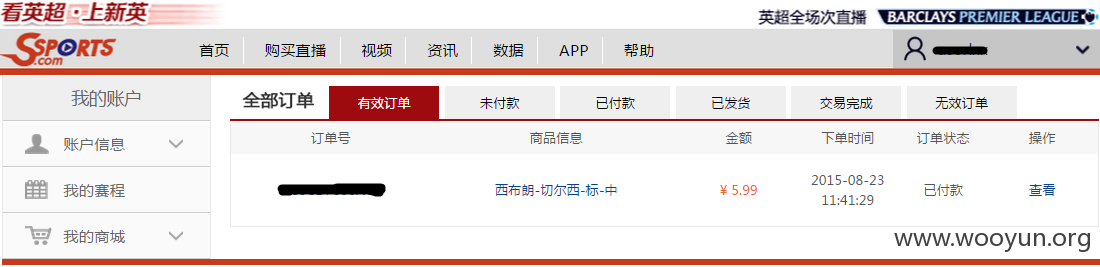 看英超·上新英
英超全场次直播 BARCLAYS PREMIER LEAGUE
SSPORTS.com 首页 购买直播 视频 资讯 数据 APP 帮助
我的账户 全部订单 有效订单 未付款 已付款 已发货 交易完成 无效订单
订单号 商品信息 金额 下单时间 订单状态 操作
账户信息
我的赛程 西布朗-切尔西-标-中 ¥ 5.99 2015-08-23 11:41:29 已付款 查看
我的商城
www.wooyun.org